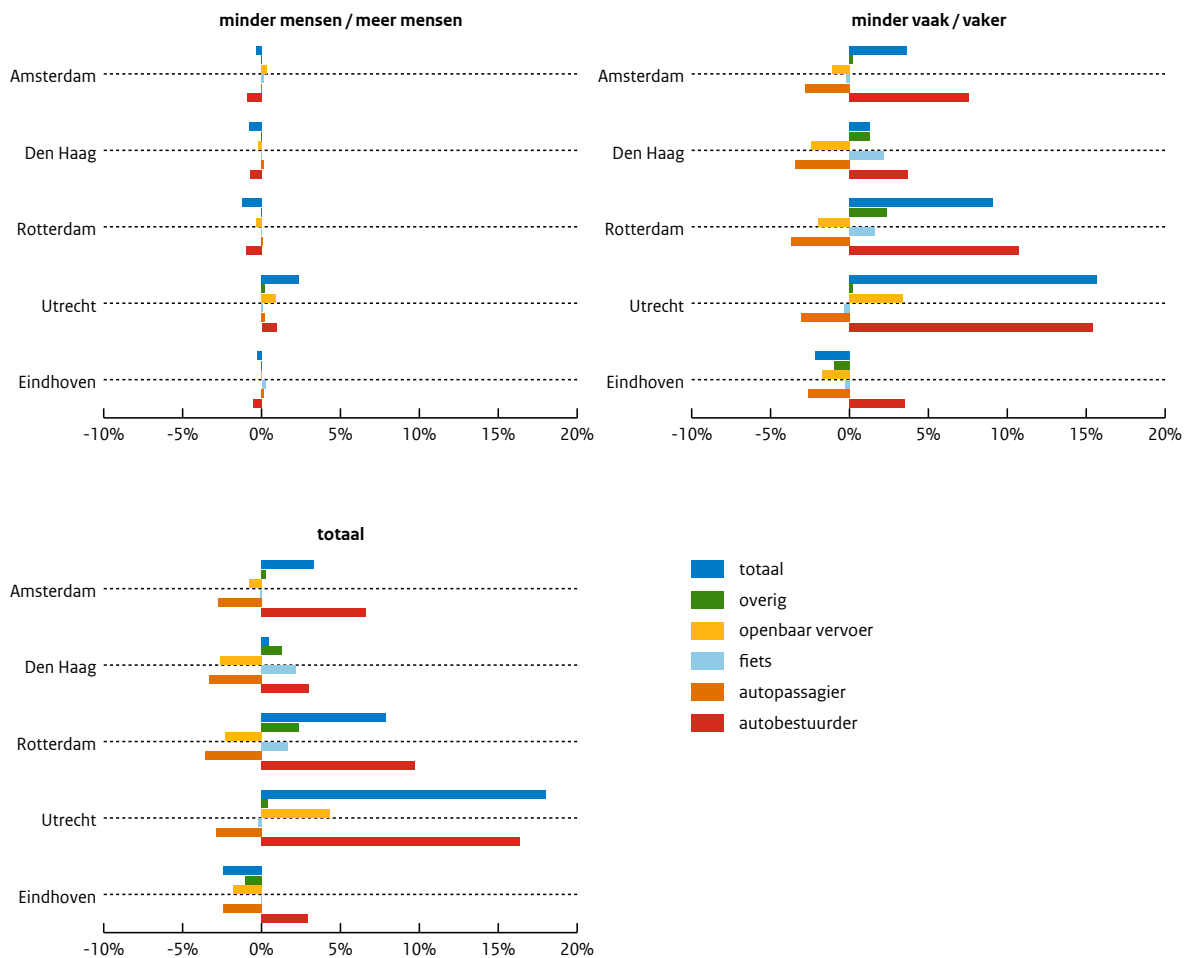 minder mensen / meer mensen
Amsterdam
Den Haag
Rotterdam
Utrecht
Eindhoven
-10% -5% 0% 5% 10% 15% 20%
minder vaak / vaker
Amsterdam
Den Haag
Rotterdam
Utrecht
Eindhoven
-10% -5% 0% 5% 10% 15% 20%
totaal
Amsterdam
Den Haag
Rotterdam
Utrecht
Eindhoven
-10% -5% 0% 5% 10% 15% 20%
totaal
overig
openbaar vervoer
fiets
autopassagier
autobestuurder